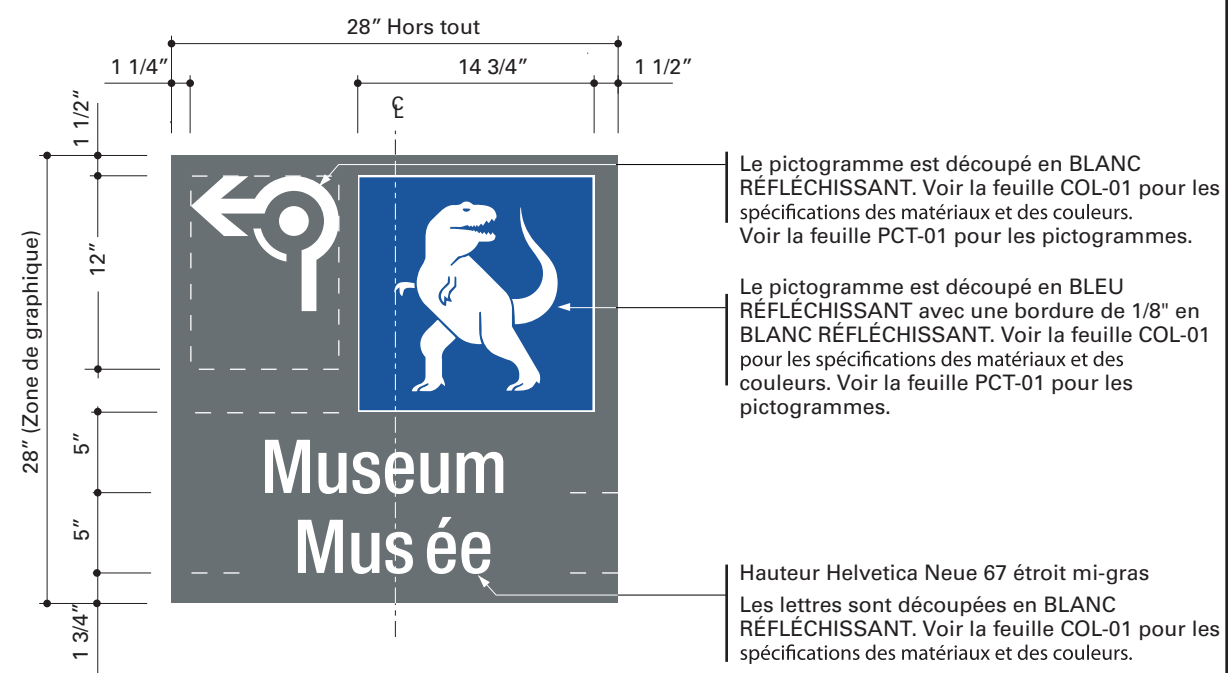 28" Hors tout
1 1/4"
14 3/4"
1 1/2"
℄
1 1/2"
12"
28" (Zone de graphique)
5"
5"
1 3/4"
Museum
Mus ée
Le pictogramme est découpé en BLANC
RÉFLÉCHISSANT. Voir la feuille COL-01 pour les
spécifications des matériaux et des couleurs.
Voir la feuille PCT-01 pour les pictogrammes.
Le pictogramme est découpé en BLEU
RÉFLÉCHISSANT avec une bordure de 1/8" en
BLANC RÉFLÉCHISSANT. Voir la feuille COL-01
pour les spécifications des matériaux et des
couleurs. Voir la feuille PCT-01 pour les
pictogrammes.
Hauteur Helvetica Neue 67 étroit mi-gras
Les lettres sont découpées en BLANC
RÉFLÉCHISSANT. Voir la feuille COL-01 pour les
spécifications des matériaux et des couleurs.